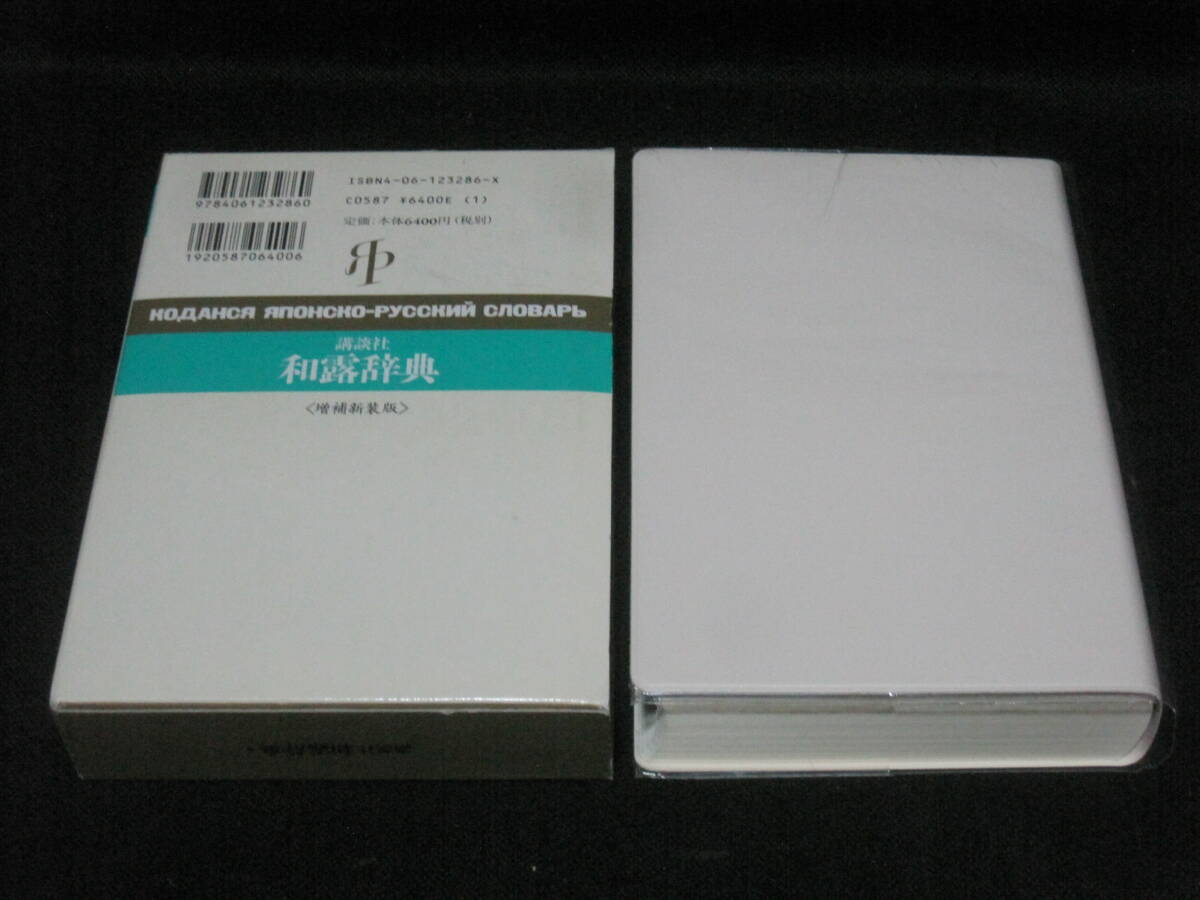 ISBN4-06-123286-X
9784061232860
C0587 ¥6400E (1)
定価:本体6400円(税別)
1920587064006
ЯР
КОДАНСЯ ЯПОНСКО-РУССКИЙ СЛОВАРЬ
講談社
和露辞典
〈増補新装版〉